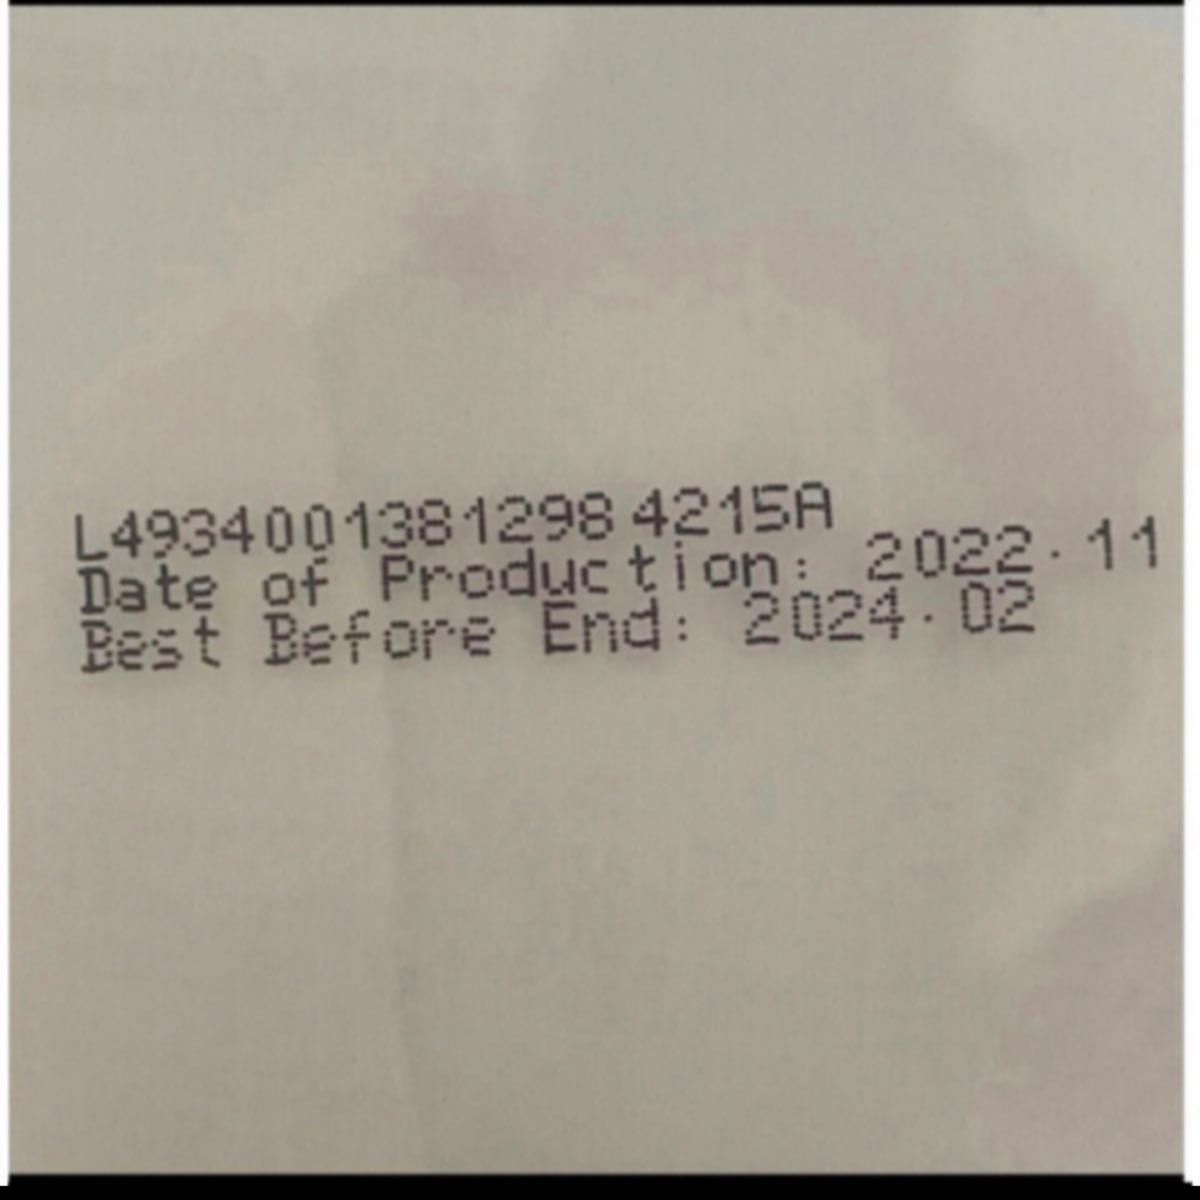 L4934001381298 4215A
Date of Production: 2022.11
Best Before End: 2024.02